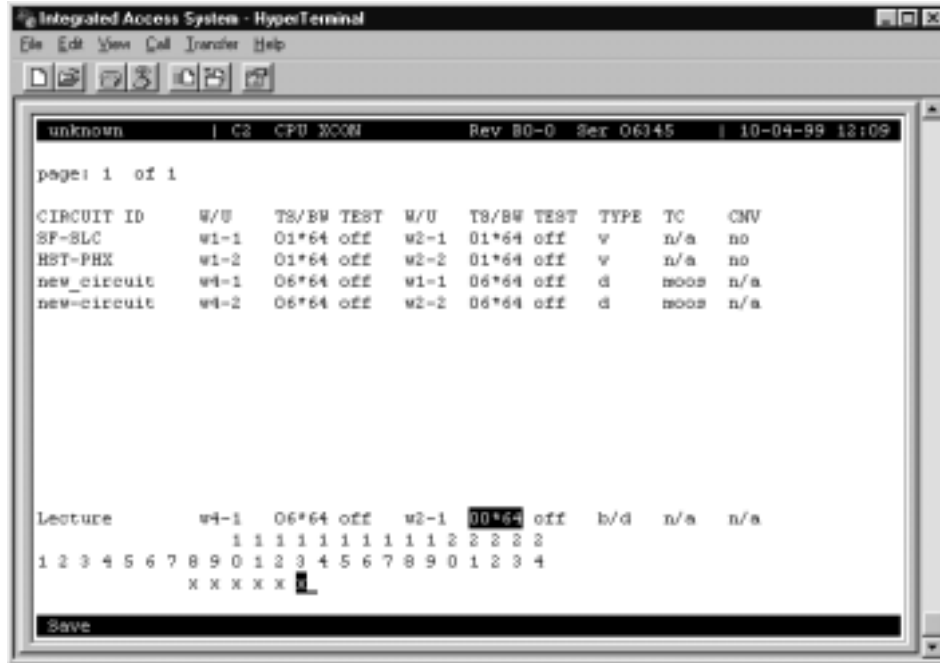 Integrated Access System - HyperTerminal
File Edit View Call Transfer Help
unknown | C2 CPU XCON Rev B0-0 Ser 06345 | 10-04-99 12:09
page: 1 of 1
CIRCUIT ID W/U TS/BW TEST W/U TS/BW TEST TYPE TC CNV
SF-SLC w1-1 01*64 off w2-1 01*64 off v n/a no
HST-PHX w1-2 01*64 off w2-2 01*64 off v n/a no
new_circuit w4-1 06*64 off w1-1 06*64 off d moos n/a
new-circuit w4-2 06*64 off w2-2 06*64 off d moos n/a
Lecture w4-1 06*64 off w2-1 00*64 off b/d n/a n/a
1 1 1 1 1 1 1 1 1 1 2 2 2 2 2
1 2 3 4 5 6 7 8 9 0 1 2 3 4 5 6 7 8 9 0 1 2 3 4
x x x x x x_
Save